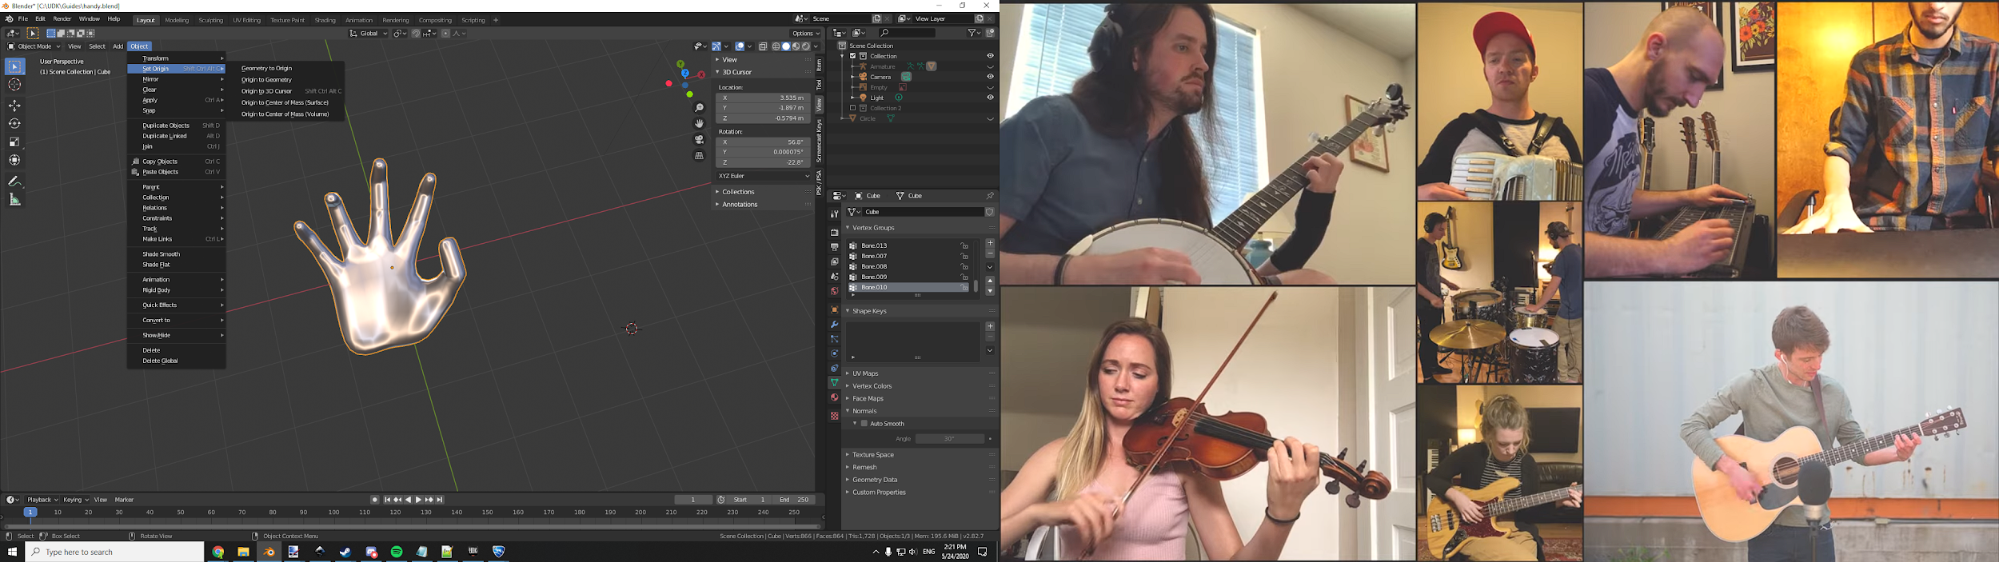 Blender* [C:\UDK\Guides\handy.blend]
File Edit Render Window Help Layout Modeling Sculpting UV Editing Texture Paint Shading Animation Rendering Compositing Scripting + Scene View Layer
Global Options
Object Mode View Select Add Object
User Perspective
(1) Scene Collection | Cube
Transform
Set Origin
Mirror
Clear
Apply Ctrl A
Snap
Duplicate Objects Shift D
Duplicate Linked Alt D
Join Ctrl J
Copy Objects Ctrl C
Paste Objects Ctrl V
Parent
Collection
Relations
Constraints
Track
Make Links Ctrl L
Shade Smooth
Shade Flat
Animation
Rigid Body
Quick Effects
Convert to
Show/Hide
Delete
Delete Global
Geometry to Origin
Origin to Geometry
Origin to 3D Cursor Shift Ctrl Alt C
Origin to Center of Mass (Surface)
Origin to Center of Mass (Volume)
View
3D Cursor
Location:
X 3.535 m
Y -1.897 m
Z -0.5794 m
Rotation:
X 56.6°
Y 0.000075°
Z -22.8°
XYZ Euler
Collections
Annotations
Item
Tool
View
Screencast Keys
PSK / PSA
Scene Collection
Collection
Armature
Camera
Empty
Light
Collection 2
Circle
Cube Cube
Cube
Vertex Groups
Bone.013
Bone.007
Bone.008
Bone.009
Bone.010
Shape Keys
UV Maps
Vertex Colors
Face Maps
Normals
Auto Smooth
Angle 30°
Texture Space
Remesh
Geometry Data
Custom Properties
Playback Keying View Marker 1 Start 1 End 250
1 10 20 30 40 50 60 70 80 90 100 110 120 130 140 150 160 170 180 190 200 210 220 230 240 250
Select Box Select Rotate View Object Context Menu Scene Collection | Cube | Verts:866 | Faces:864 | Tris:1,728 | Objects:1/3 | Mem: 195.6 MiB | v2.82.7
Type here to search
ENG
2:21 PM
5/24/2020